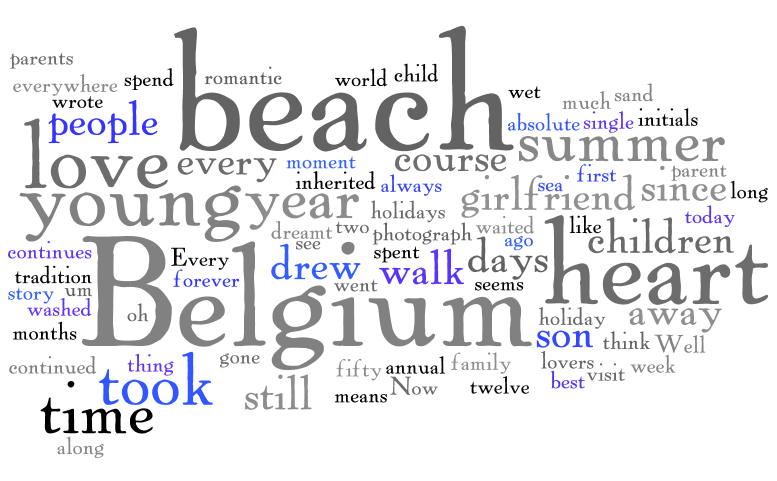 parents
everywhere spend romantic world child
wrote beach wet
people much sand
absolute single initials
love every moment course summer
inherited always sea first parent
young year holidays girlfriend since long
dreamt two photograph waited ago like today
continues see spent children
Every drew walk days heart
tradition forever went seems
story um
washed oh Belgium holiday away
months son think Well
continued thing gone fifty annual family lovers visit week
took still means Now twelve best
time
along